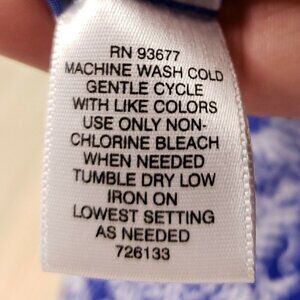 RN 93677
MACHINE WASH COLD
GENTLE CYCLE
WITH LIKE COLORS
USE ONLY NON-
CHLORINE BLEACH
WHEN NEEDED
TUMBLE DRY LOW
IRON ON
LOWEST SETTING
AS NEEDED
726133